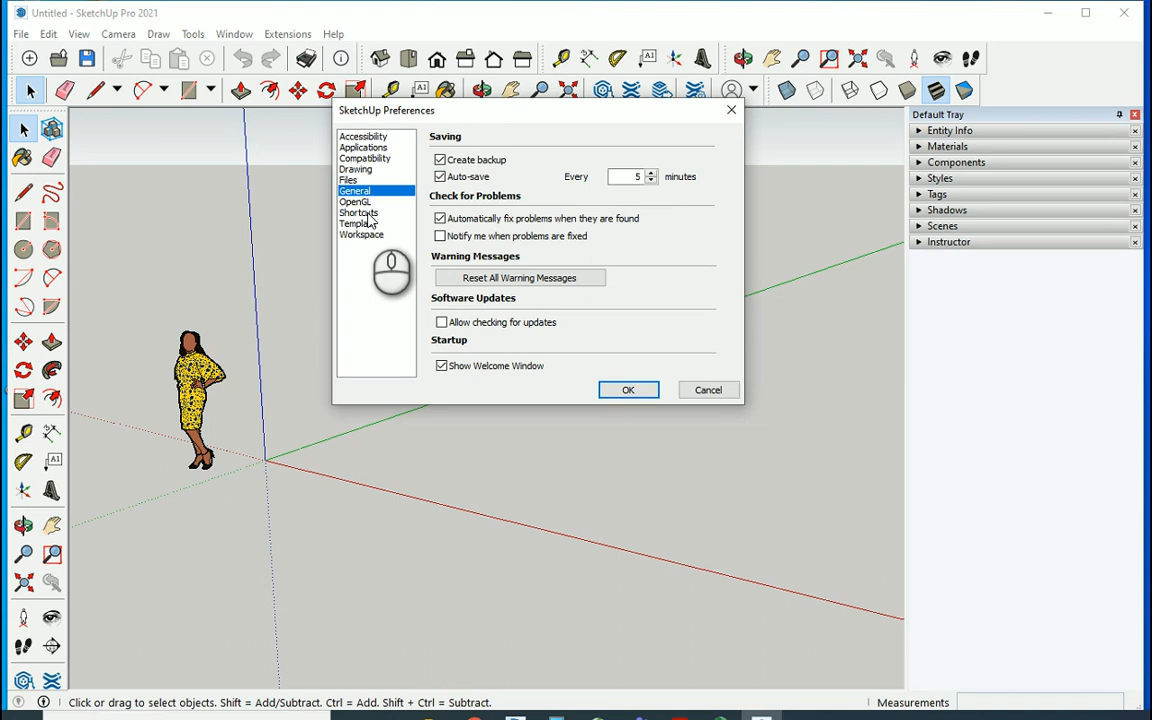 Untitled - SketchUp Pro 2021
File Edit View Camera Draw Tools Window Extensions Help
A1
A1
SketchUp Preferences
Accessibility
Applications
Compatibility
Drawing
Files
General
OpenGL
Shortcuts
Template
Workspace
Saving
Create backup
Auto-save Every 5 minutes
Check for Problems
Automatically fix problems when they are found
Notify me when problems are fixed
Warning Messages
Reset All Warning Messages
Software Updates
Allow checking for updates
Startup
Show Welcome Window
OK Cancel
Default Tray
Entity Info
Materials
Components
Styles
Tags
Shadows
Scenes
Instructor
A1
Click or drag to select objects. Shift = Add/Subtract. Ctrl = Add. Shift + Ctrl = Subtract.
Measurements